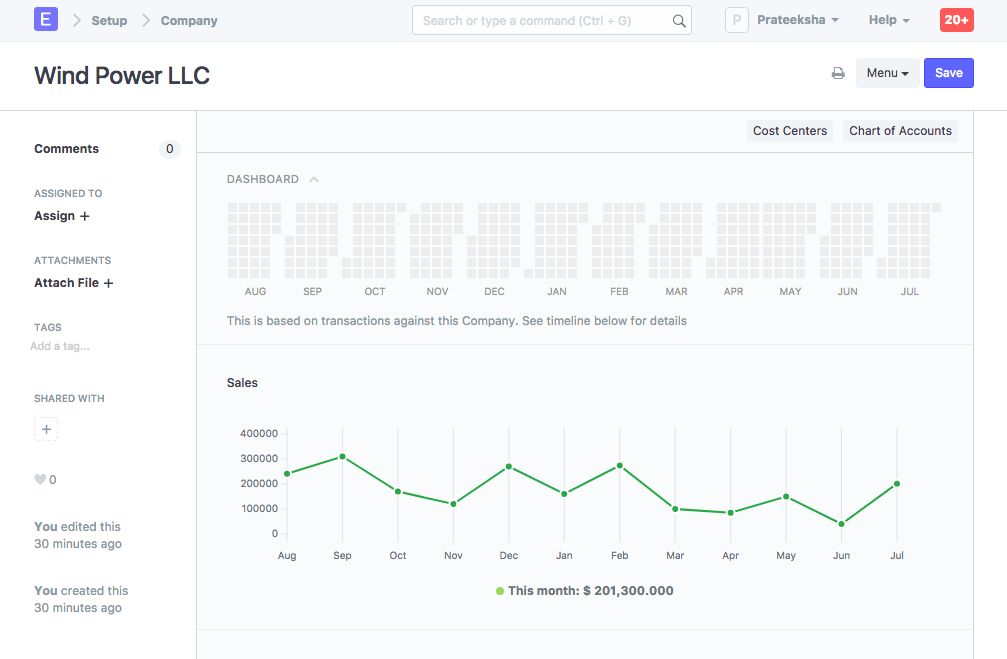 E Setup Company Search or type a command (Ctrl + G) P Prateeksha Help 20+
Wind Power LLC Menu Save
Cost Centers Chart of Accounts
Comments 0
ASSIGNED TO
Assign +
ATTACHMENTS
Attach File +
TAGS
Add a tag...
SHARED WITH
+
0
You edited this
30 minutes ago
You created this
30 minutes ago
DASHBOARD
AUG SEP OCT NOV DEC JAN FEB MAR APR MAY JUN JUL
This is based on transactions against this Company. See timeline below for details
Sales
400000
300000
200000
100000
0
Aug Sep Oct Nov Dec Jan Feb Mar Apr May Jun Jul
This month: $ 201,300.000